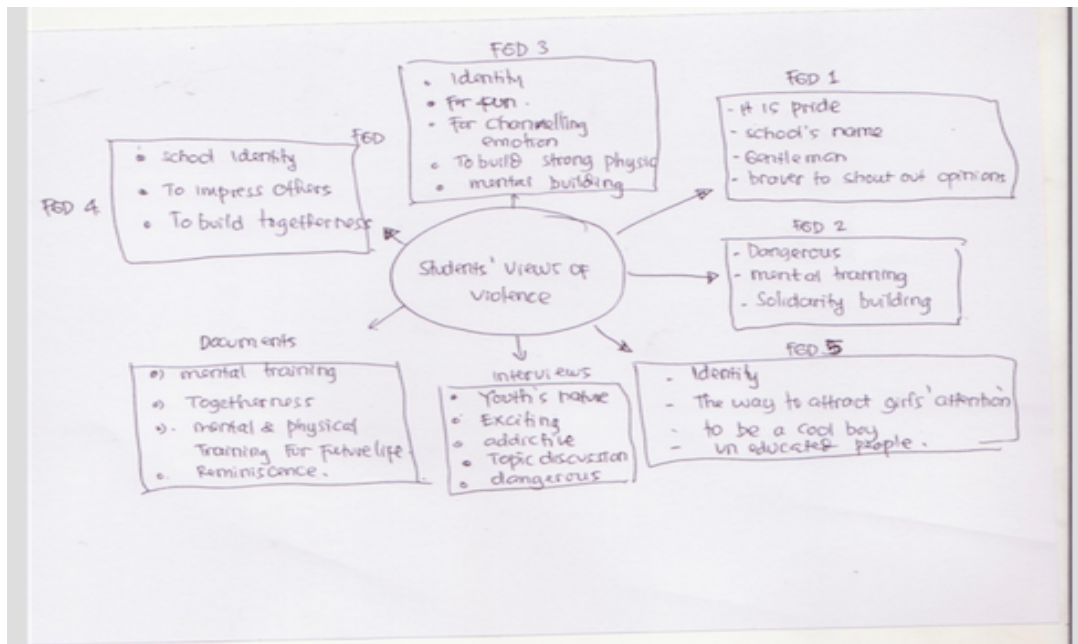 FGD 3
• Identity
• For fun.
- For channelling
emotion
• To build strong physic
• mental building
FGD 1
- It is pride
- school's name
- Gentleman
- braver to shout out opinions
FGD
FGD 4
• school Identity
• To impress others
• To build togetherness
FGD 2
- Dangerous
- mental training
- Solidarity building
Students' views of
violence
Documents
•) mental training
•) Togetherness
•). mental & physical
Training For Future life.
•. Reminiscence.
interviews
• Youth's nature
• Exciting
• addictive
• Topic discussion
• dangerous
FGD 5
- Identity
- The way to attract girls' attention
- to be a cool boy
- un educated people.